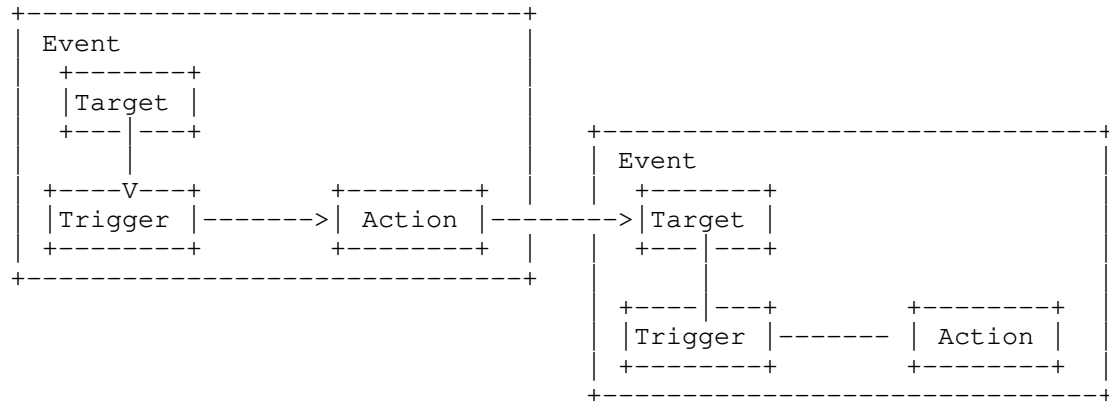 Event
Target
Event
Trigger Action Target
Trigger Action